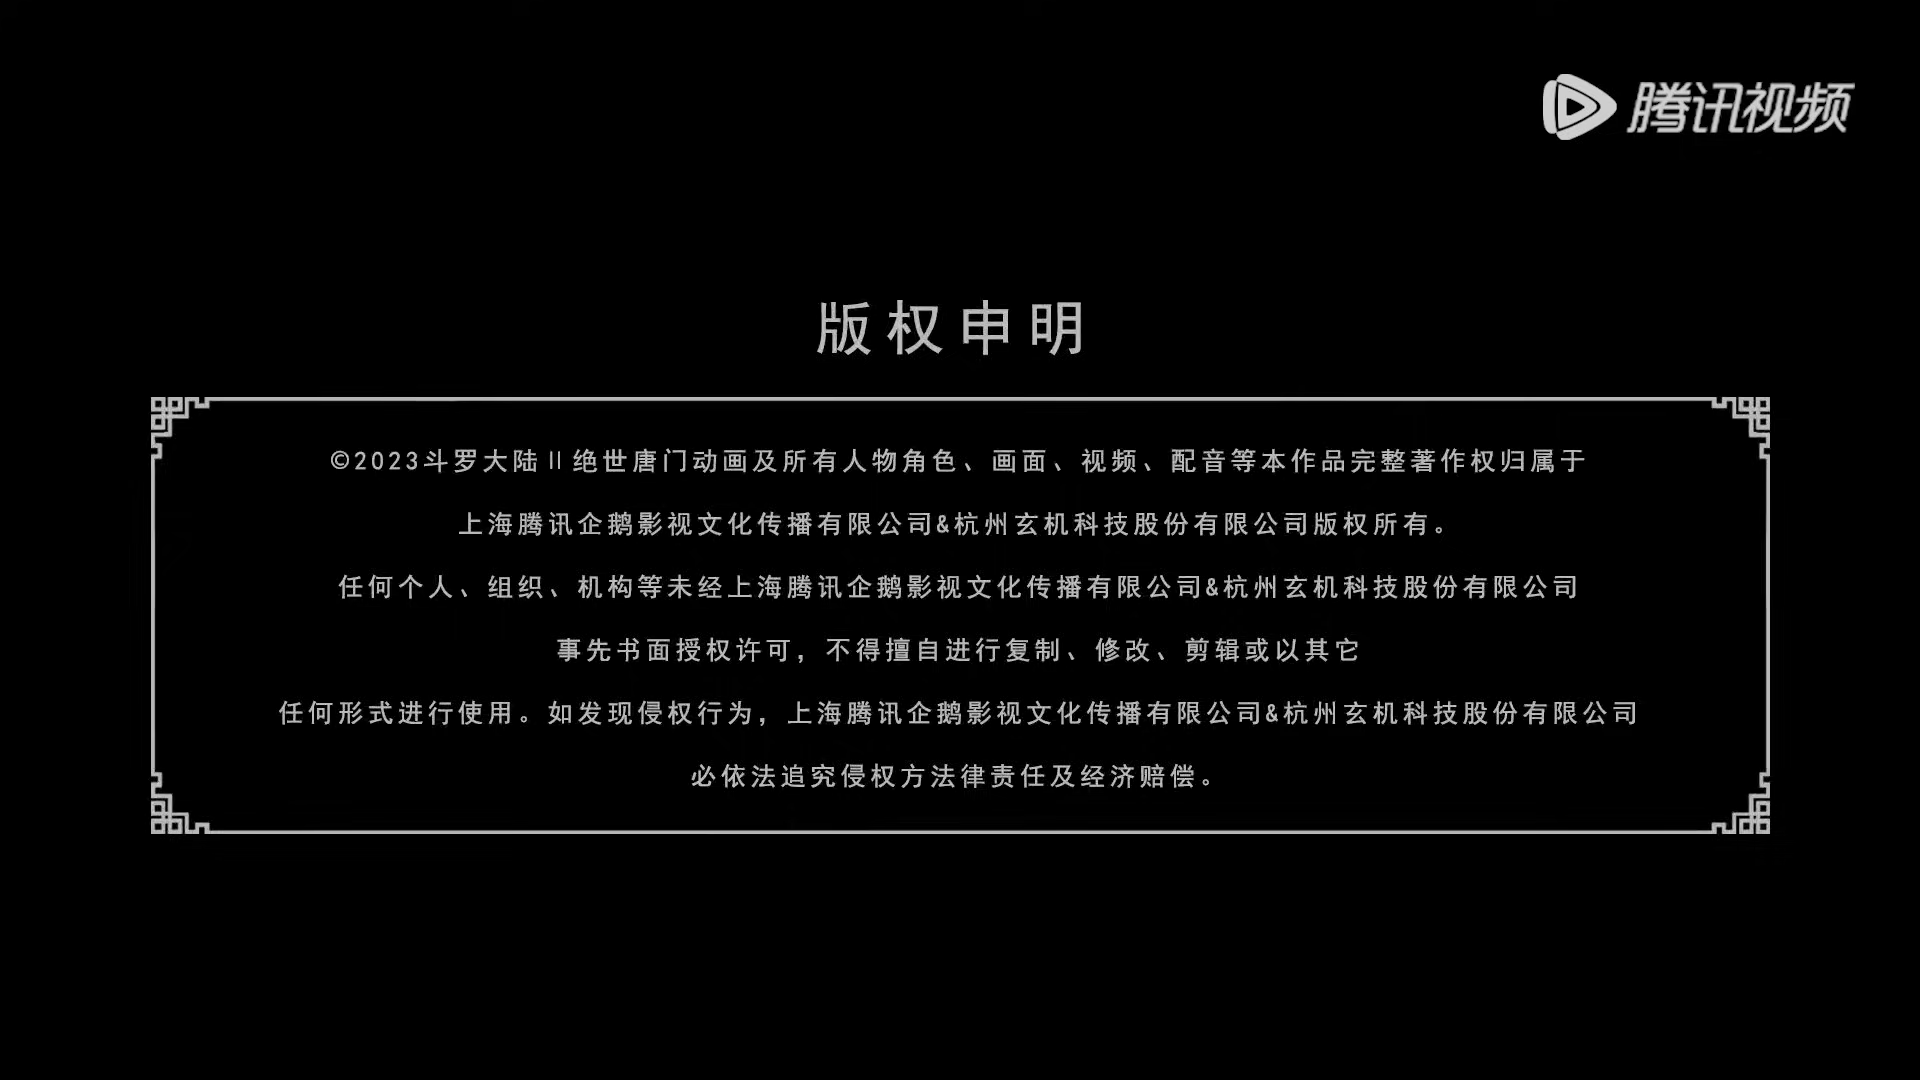 腾讯视频
版权申明
©2023斗罗大陆Ⅱ绝世唐门动画及所有人物角色、画面、视频、配音等本作品完整著作权归属于
上海腾讯企鹅影视文化传播有限公司&杭州玄机科技股份有限公司版权所有。
任何个人、组织、机构等未经上海腾讯企鹅影视文化传播有限公司&杭州玄机科技股份有限公司
事先书面授权许可，不得擅自进行复制、修改、剪辑或以其它
任何形式进行使用。如发现侵权行为，上海腾讯企鹅影视文化传播有限公司&杭州玄机科技股份有限公司
必依法追究侵权方法律责任及经济赔偿。